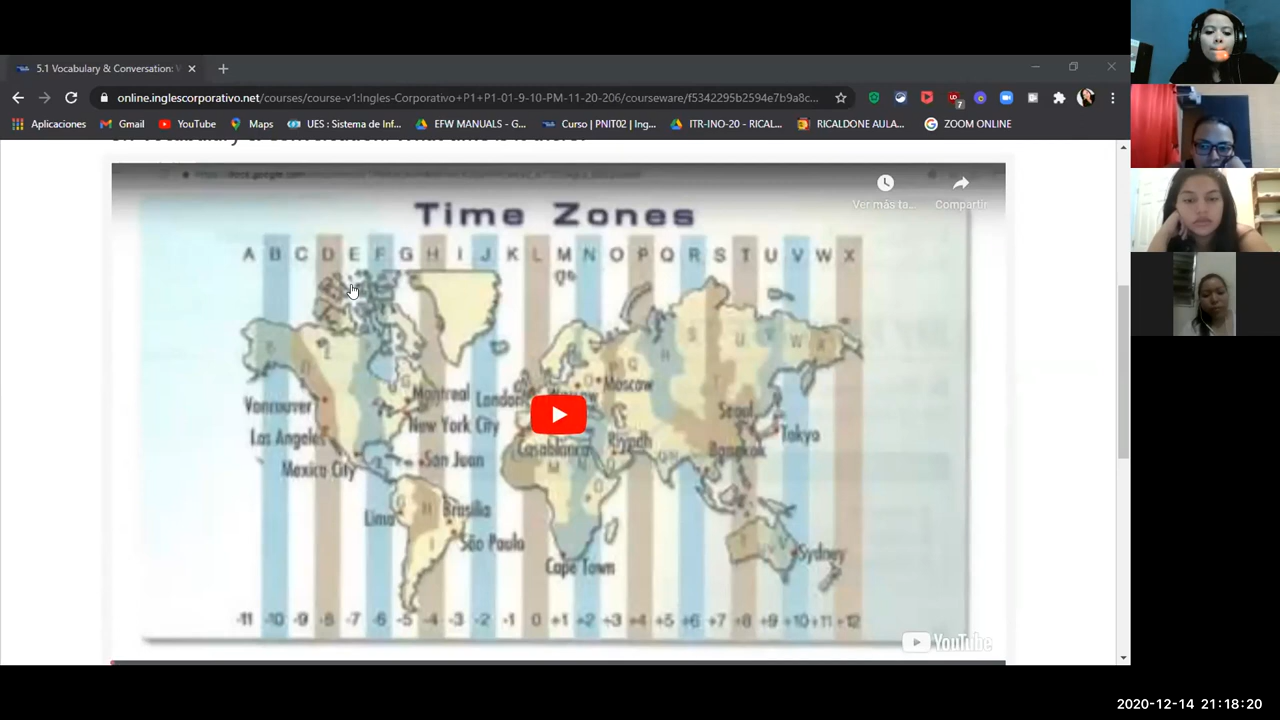 5.1 Vocabulary & Conversation: W
online.inglescorporativo.net/courses/course-v1:Ingles-Corporativo+P1+P1-01-9-10-PM-11-20-206/courseware/f5342295b2594e7b9a8c...
Aplicaciones Gmail YouTube Maps UES : Sistema de Inf... EFW MANUALS - G... Curso | PNIT02 | Ing... ITR-INO-20 - RICAL... RICALDONE AULA... ZOOM ONLINE
Ver más ta... Compartir
Time Zones
A B C D E F G H I J K L M N O P Q R S T U V W X
Montreal London Moscow
Vancouver
New York City Seoul
Los Angeles Casablanca Riyadh Tokyo
Mexico City San Juan Bangkok
Lima Brasilia
São Paulo Sydney
Cape Town
-11 -10 -9 -8 -7 -6 -5 -4 -3 -2 -1 0 +1 +2 +3 +4 +5 +6 +7 +8 +9 +10 +11 +12
YouTube
2020-12-14 21:18:20